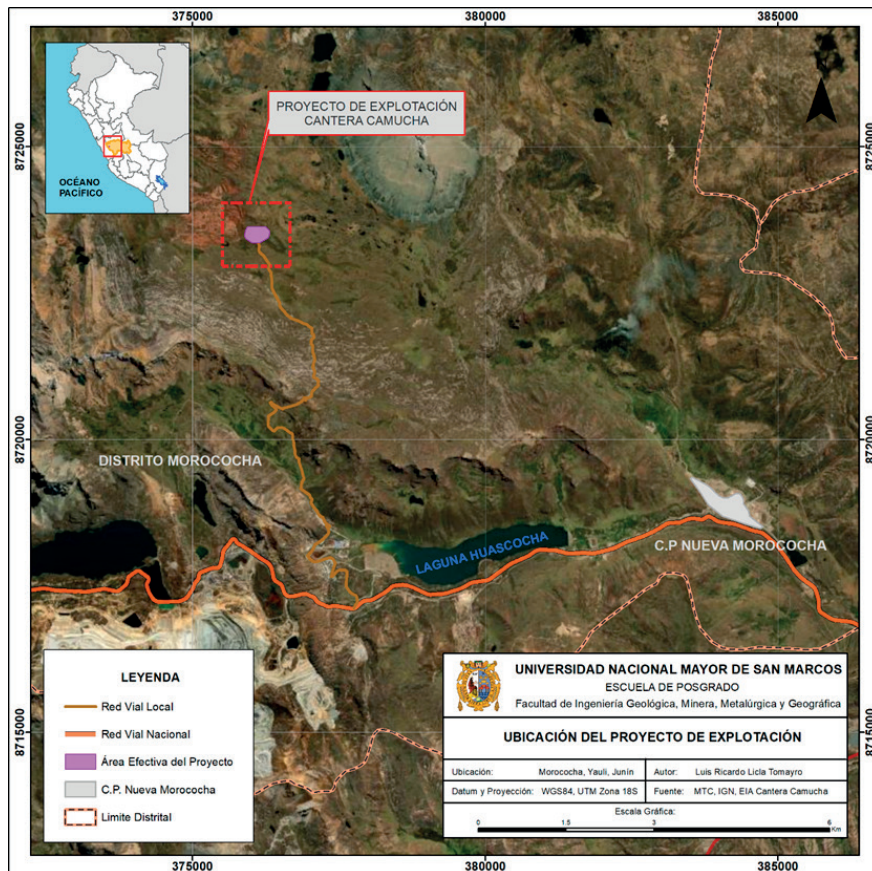 375000
380000
385000
8725000
8725000
PROYECTO DE EXPLOTACIÓN
CANTERA CAMUCHA
OCÉANO
PACÍFICO
8720000
8720000
DISTRITO MOROCOCHA
LAGUNA HUASCOCHA
C.P NUEVA MOROCOCHA
LEYENDA
Red Vial Local
Red Vial Nacional
Área Efectiva del Proyecto
C.P. Nueva Morococha
Limite Distrital
8715000
8715000
UNIVERSIDAD NACIONAL MAYOR DE SAN MARCOS
ESCUELA DE POSGRADO
Facultad de Ingeniería Geológica, Minera, Metalúrgica y Geográfica
UBICACIÓN DEL PROYECTO DE EXPLOTACIÓN
Ubicación: Morococha, Yauli, Junín Autor: Luis Ricardo Licla Tomayro
Datum y Proyección: WGS84, UTM Zona 18S Fuente: MTC, IGN, EIA Cantera Camucha
Escala Gráfica:
0 1.5 3 6
Km
375000
380000
385000